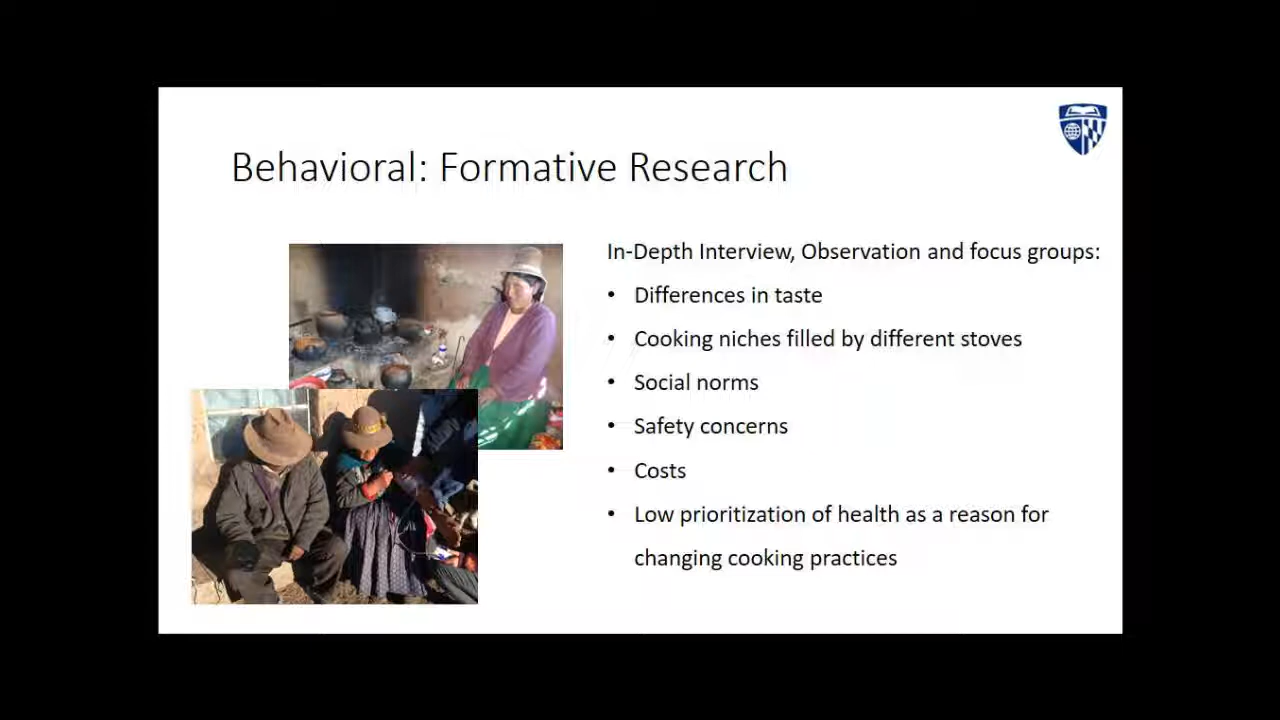 Behavioral: Formative Research
In-Depth Interview, Observation and focus groups:
• Differences in taste
• Cooking niches filled by different stoves
• Social norms
• Safety concerns
• Costs
• Low prioritization of health as a reason for
changing cooking practices